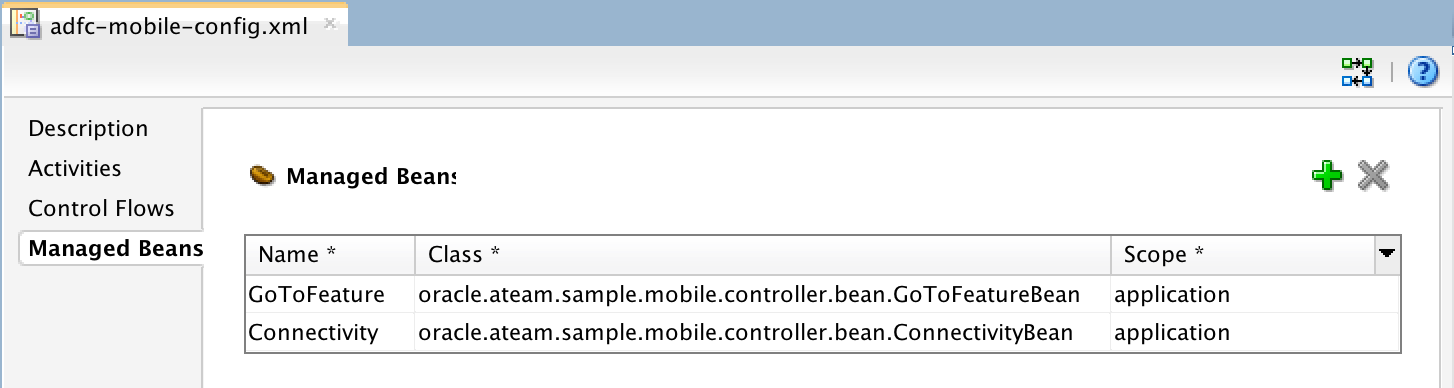 adfc-mobile-config.xml
Description
Activities
Control Flows
Managed Beans
Managed Beans
Name * Class * Scope *
GoToFeature oracle.ateam.sample.mobile.controller.bean.GoToFeatureBean application
Connectivity oracle.ateam.sample.mobile.controller.bean.ConnectivityBean application